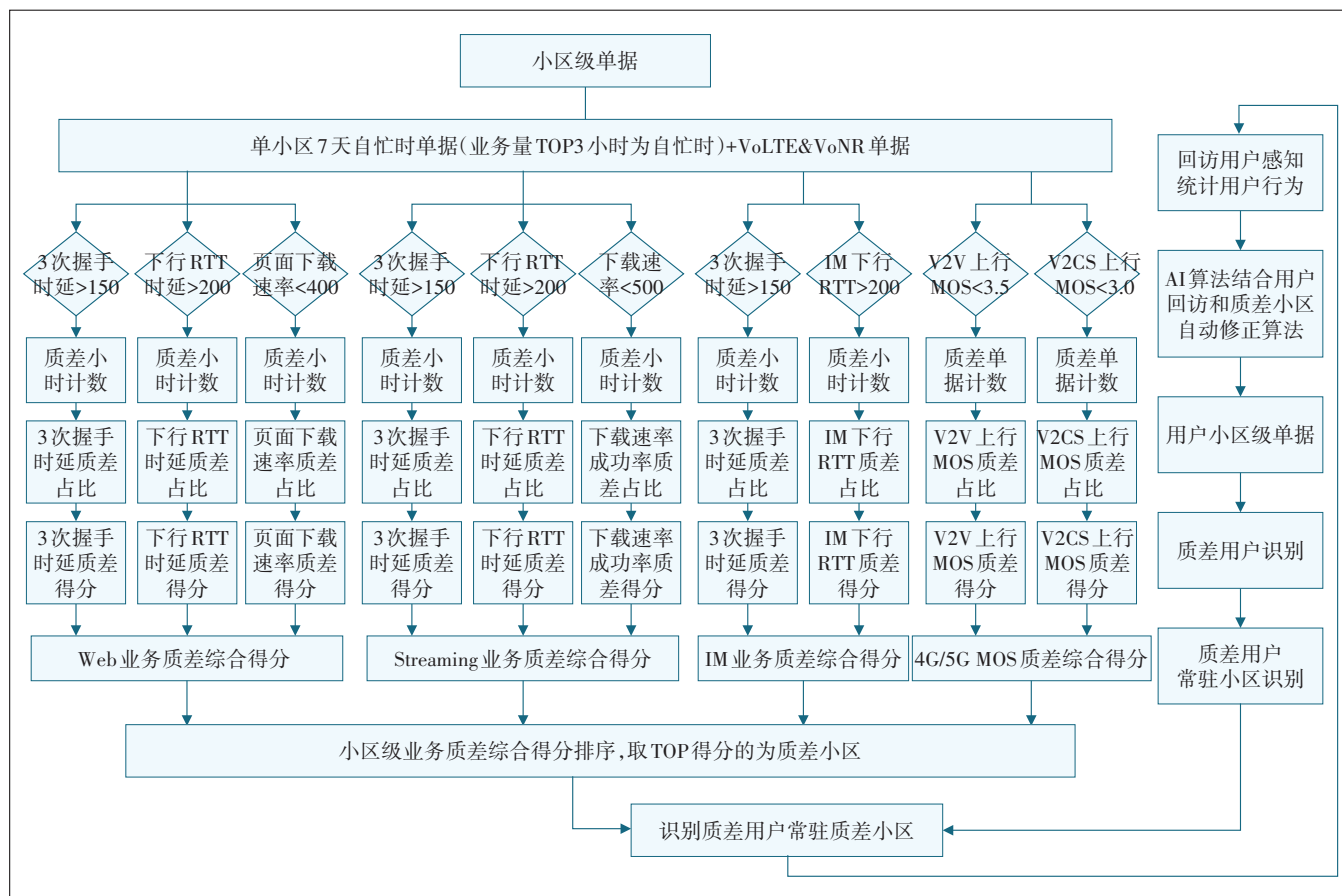 小区级单据
单小区7天自忙时单据(业务量TOP3小时为自忙时)+VoLTE&VoNR单据
3次握手
时延>150
下行RTT
时延>200
页面下载
速率<400
3次握手
时延>150
下行RTT
时延>200
下载速
率<500
3次握手
时延>150
IM下行
RTT>200
V2V上行
MOS<3.5
V2CS上行
MOS<3.0
质差小
时计数
质差小
时计数
质差小
时计数
质差小
时计数
质差小
时计数
质差小
时计数
质差小
时计数
质差小
时计数
质差单
据计数
质差单
据计数
3次握手
时延质差
占比
下行RTT
时延质差
占比
页面下载
速率质差
占比
3次握手
时延质差
占比
下行RTT
时延质差
占比
下载速率
成功率质
差占比
3次握手
时延质差
占比
IM下行
RTT质差
占比
V2V上行
MOS质差
占比
V2CS上行
MOS质差
占比
3次握手
时延质差
得分
下行RTT
时延质差
得分
页面下载
速率质差
得分
3次握手
时延质差
得分
下行RTT
时延质差
得分
下载速率
成功率质
差得分
3次握手
时延质差
得分
IM下行
RTT质差
得分
V2V上行
MOS质差
得分
V2CS上行
MOS质差
得分
Web业务质差综合得分
Streaming业务质差综合得分
IM业务质差综合得分
4G/5G MOS质差综合得分
小区级业务质差综合得分排序,取TOP得分的为质差小区
识别质差用户常驻质差小区
回访用户感知
统计用户行为
AI算法结合用户
回访和质差小区
自动修正算法
用户小区级单据
质差用户识别
质差用户
常驻小区识别